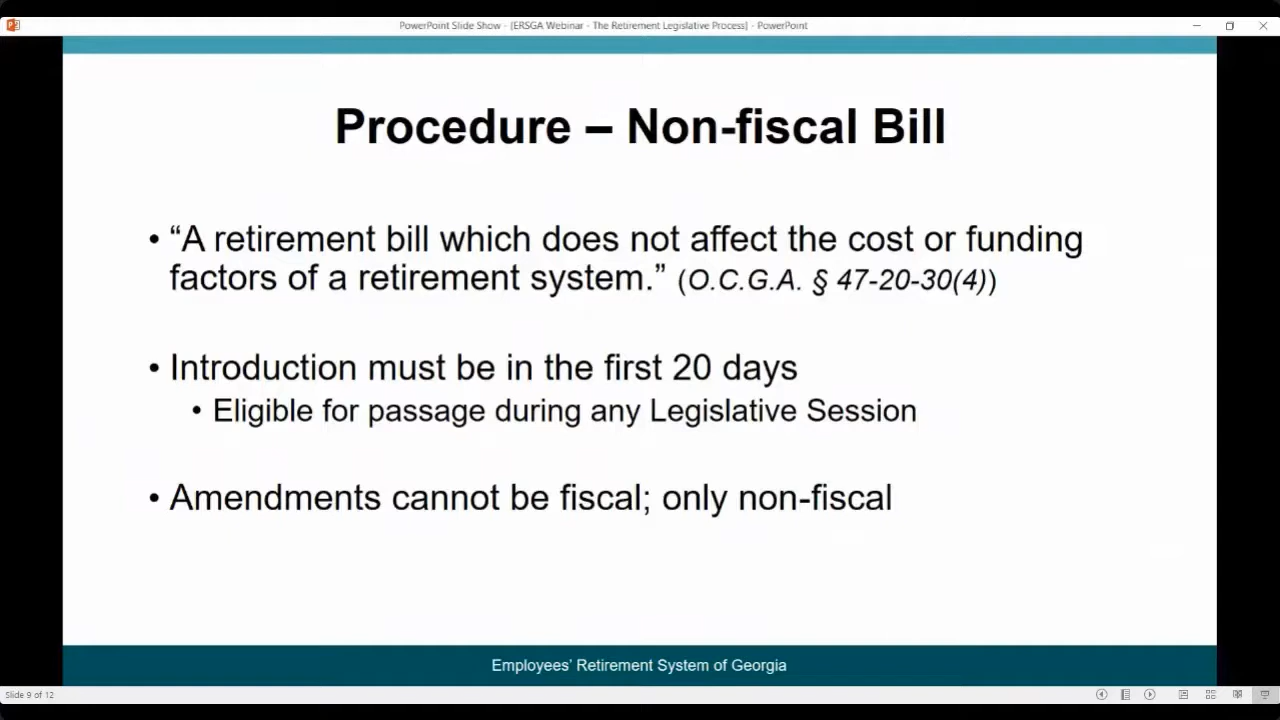 PowerPoint Slide Show - [ERSGA Webinar - The Retirement Legislative Process] - PowerPoint
Procedure – Non-fiscal Bill
• “A retirement bill which does not affect the cost or funding
factors of a retirement system.” (O.C.G.A. § 47-20-30(4))
• Introduction must be in the first 20 days
• Eligible for passage during any Legislative Session
• Amendments cannot be fiscal; only non-fiscal
Employees’ Retirement System of Georgia
Slide 9 of 12